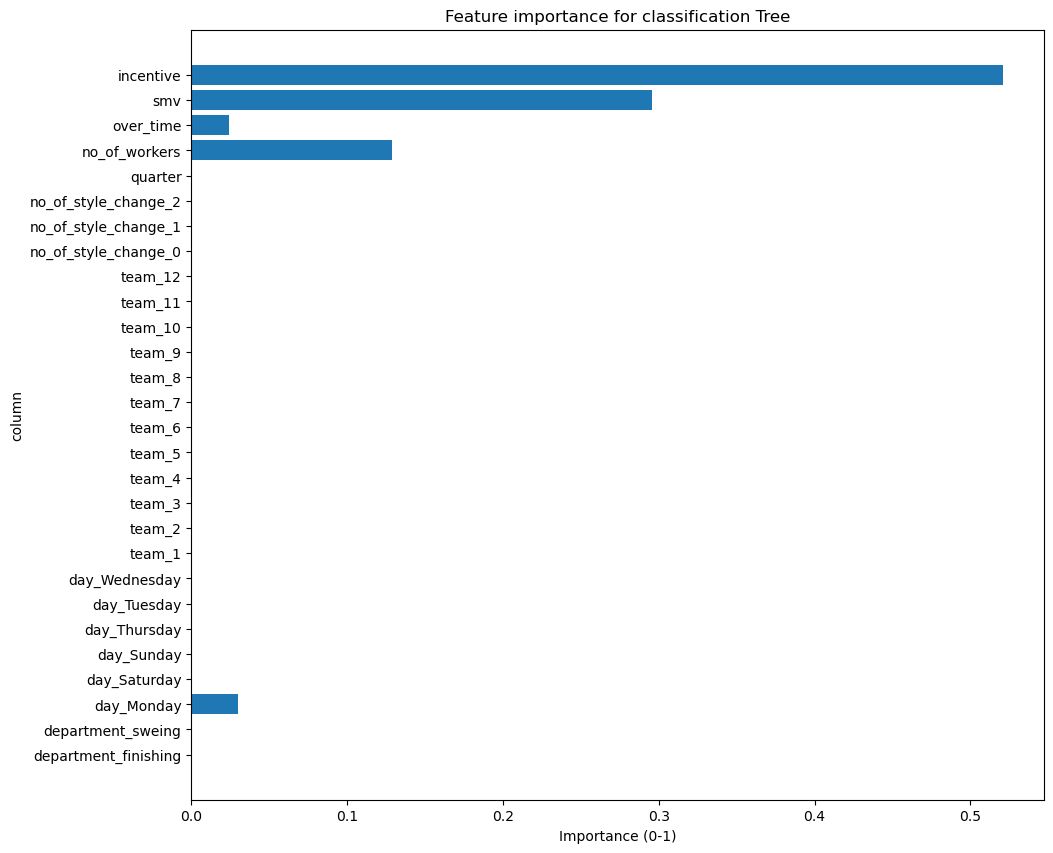 Feature importance for classification Tree
incentive
smv
over_time
no_of_workers
quarter
no_of_style_change_2
no_of_style_change_1
no_of_style_change_0
team_12
team_11
team_10
team_9
team_8
team_7
team_6
team_5
team_4
team_3
team_2
team_1
day_Wednesday
day_Tuesday
day_Thursday
day_Sunday
day_Saturday
day_Monday
department_sweing
department_finishing
column
0.0 0.1 0.2 0.3 0.4 0.5
Importance (0-1)